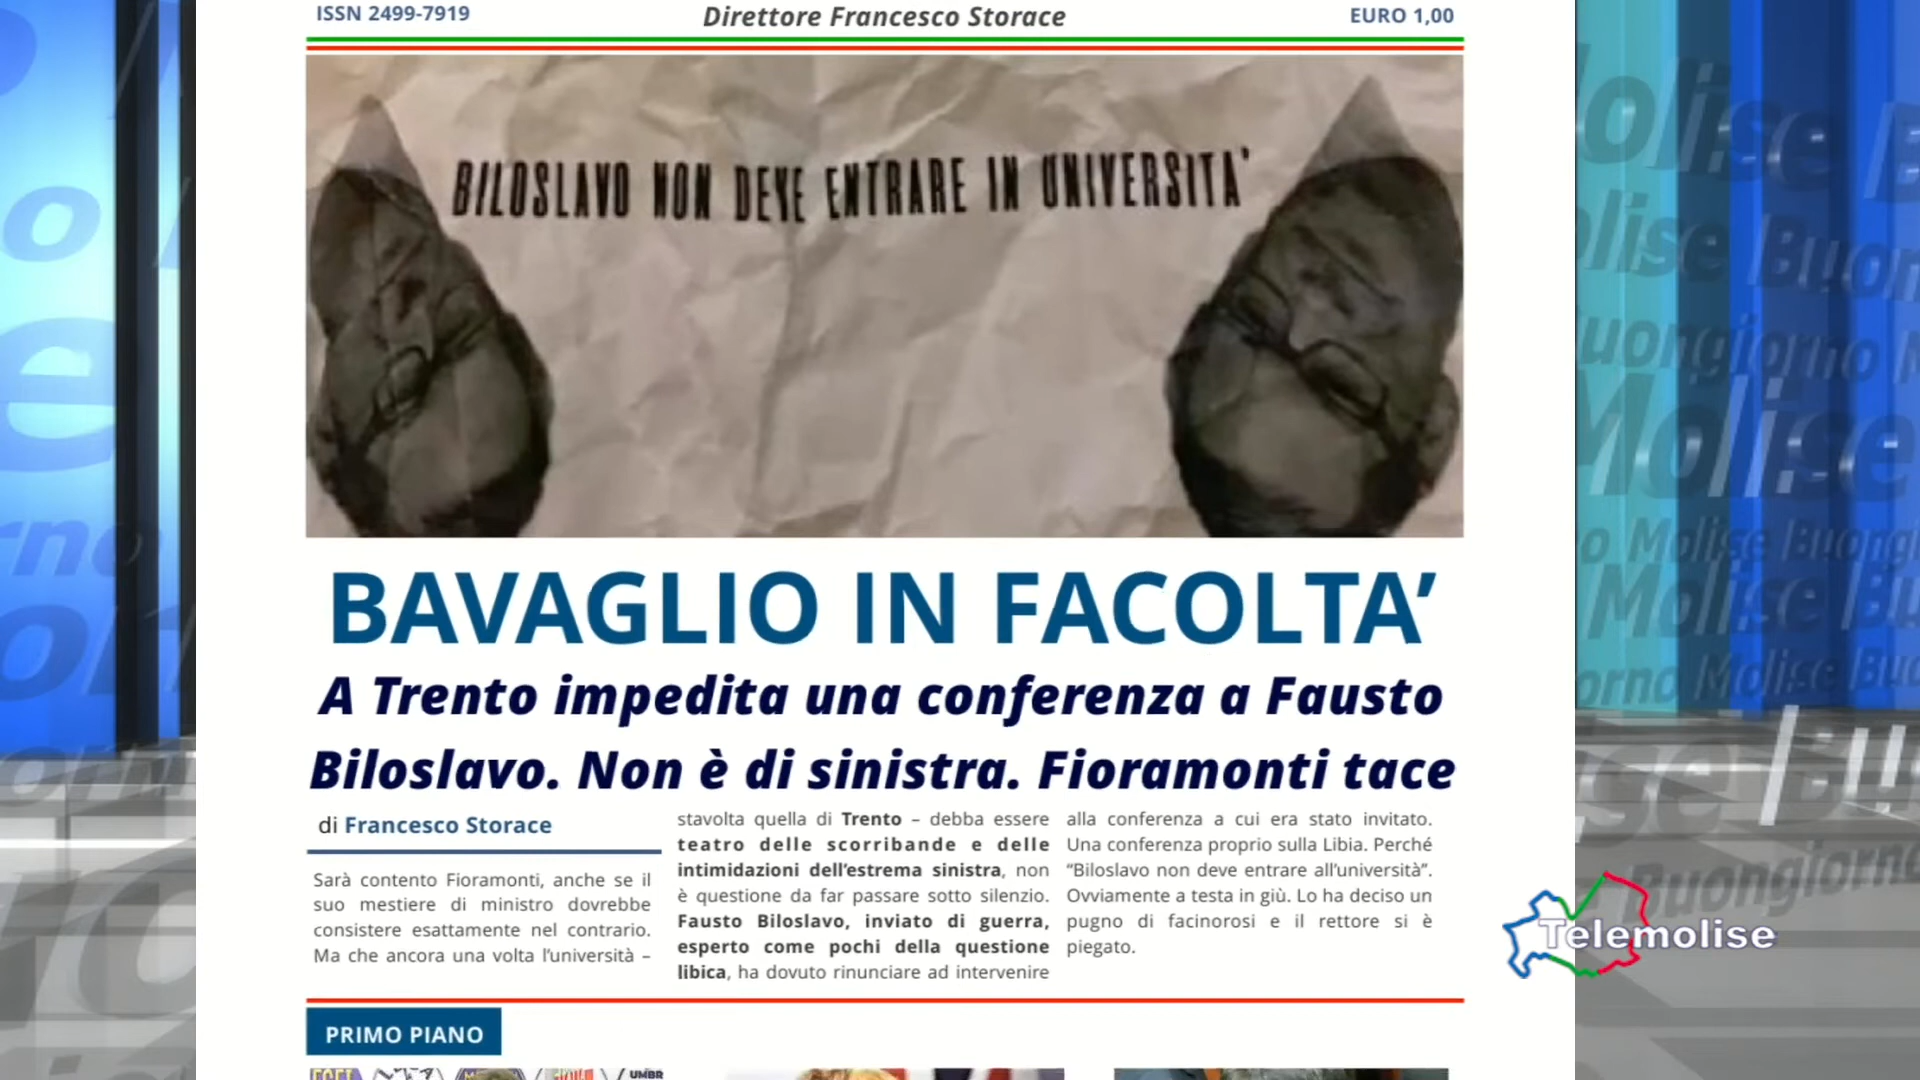 ISSN 2499-7919
Direttore Francesco Storace
EURO 1,00
BILOSLAVO NON DEVE ENTRARE IN UNIVERSITA'
BAVAGLIO IN FACOLTA’
A Trento impedita una conferenza a Fausto
Biloslavo. Non è di sinistra. Fioramonti tace
di Francesco Storace
Sarà contento Fioramonti, anche se il
suo mestiere di ministro dovrebbe
consistere esattamente nel contrario.
Ma che ancora una volta l’università –
stavolta quella di Trento – debba essere
teatro delle scorribande e delle
intimidazioni dell’estrema sinistra, non
è questione da far passare sotto silenzio.
Fausto Biloslavo, inviato di guerra,
esperto come pochi della questione
libica, ha dovuto rinunciare ad intervenire
alla conferenza a cui era stato invitato.
Una conferenza proprio sulla Libia. Perché
“Biloslavo non deve entrare all’università”.
Ovviamente a testa in giù. Lo ha deciso un
pugno di facinorosi e il rettore si è
piegato.
PRIMO PIANO
UMBR
Telemolise